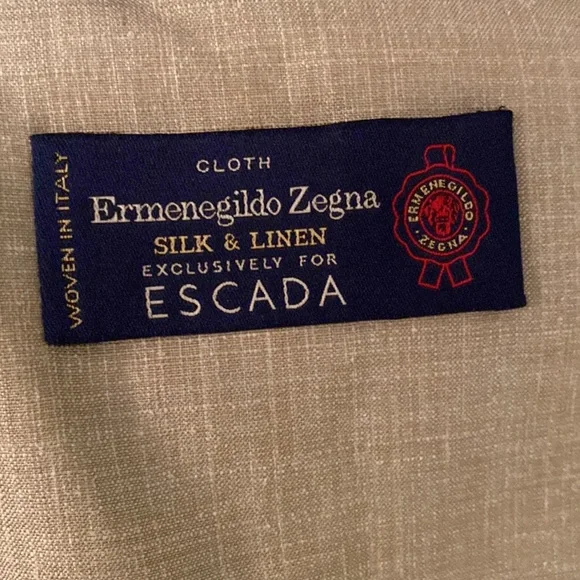 WOVEN IN ITALY
CLOTH
Ermenegildo Zegna
SILK & LINEN
EXCLUSIVELY FOR
ESCADA
ERMENEGILDO
ZEGNA